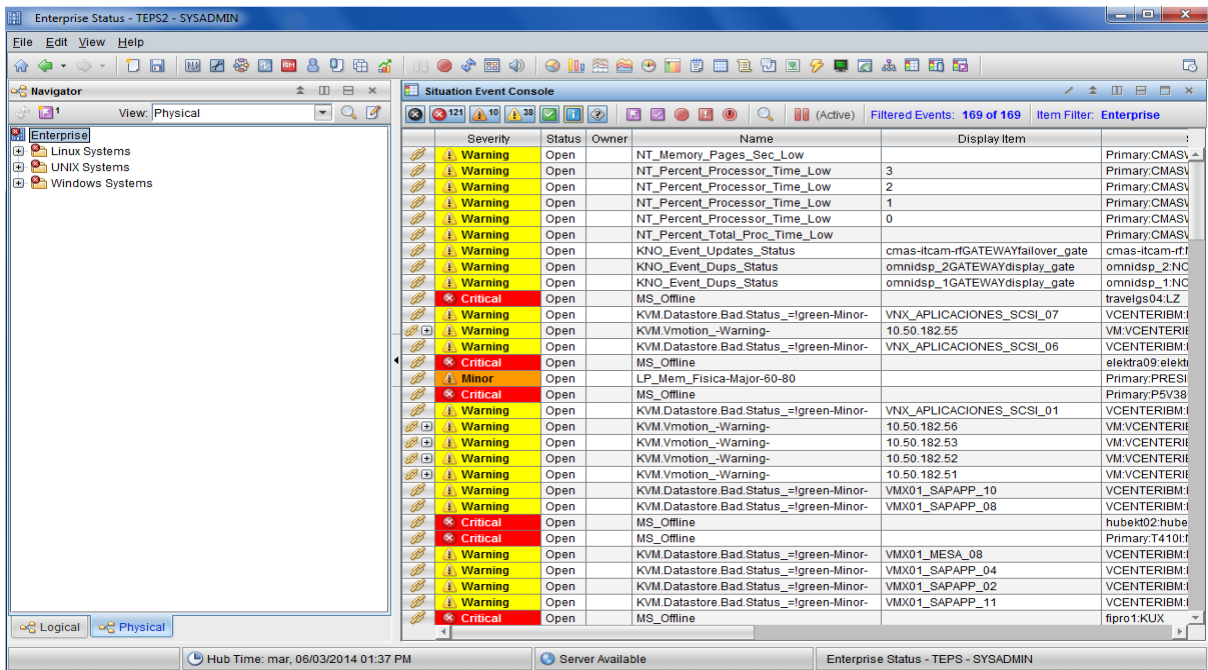 Enterprise Status - TEPS2 - SYSADMIN
File Edit View Help
Navigator
View: Physical
Enterprise
Linux Systems
UNIX Systems
Windows Systems
Logical Physical
Situation Event Console
121 10 38 (Active) Filtered Events: 169 of 169 Item Filter: Enterprise
Severity Status Owner Name Display Item
Warning Open NT_Memory_Pages_Sec_Low Primary:CMASV
Warning Open NT_Percent_Processor_Time_Low 3 Primary:CMASV
Warning Open NT_Percent_Processor_Time_Low 2 Primary:CMASV
Warning Open NT_Percent_Processor_Time_Low 1 Primary:CMASV
Warning Open NT_Percent_Processor_Time_Low 0 Primary:CMASV
Warning Open NT_Percent_Total_Proc_Time_Low Primary:CMASV
Warning Open KNO_Event_Updates_Status cmas-itcam-rfGATEWAYfailover_gate cmas-itcam-rf:
Warning Open KNO_Event_Dups_Status omnidsp_2GATEWAYdisplay_gate omnidsp_2:NO
Warning Open KNO_Event_Dups_Status omnidsp_1GATEWAYdisplay_gate omnidsp_1:NO
Critical Open MS_Offline travelgs04:LZ
Warning Open KVM.Datastore.Bad.Status_=!green-Minor- VNX_APLICACIONES_SCSI_07 VCENTERIBM:
Warning Open KVM.Vmotion_-Warning- 10.50.182.55 VM:VCENTERIE
Warning Open KVM.Datastore.Bad.Status_=!green-Minor- VNX_APLICACIONES_SCSI_06 VCENTERIBM:
Critical Open MS_Offline elektra09:elektr
Minor Open LP_Mem_Fisica-Major-60-80 Primary:PRESI
Critical Open MS_Offline Primary:P5V38
Warning Open KVM.Datastore.Bad.Status_=!green-Minor- VNX_APLICACIONES_SCSI_01 VCENTERIBM:
Warning Open KVM.Vmotion_-Warning- 10.50.182.56 VM:VCENTERIE
Warning Open KVM.Vmotion_-Warning- 10.50.182.53 VM:VCENTERIE
Warning Open KVM.Vmotion_-Warning- 10.50.182.52 VM:VCENTERIE
Warning Open KVM.Vmotion_-Warning- 10.50.182.51 VM:VCENTERIE
Warning Open KVM.Datastore.Bad.Status_=!green-Minor- VMX01_SAPAPP_10 VCENTERIBM:
Warning Open KVM.Datastore.Bad.Status_=!green-Minor- VMX01_SAPAPP_08 VCENTERIBM:
Critical Open MS_Offline hubekt02:hube
Critical Open MS_Offline Primary:T410I:
Warning Open KVM.Datastore.Bad.Status_=!green-Minor- VMX01_MESA_08 VCENTERIBM:
Warning Open KVM.Datastore.Bad.Status_=!green-Minor- VMX01_SAPAPP_04 VCENTERIBM:
Warning Open KVM.Datastore.Bad.Status_=!green-Minor- VMX01_SAPAPP_02 VCENTERIBM:
Warning Open KVM.Datastore.Bad.Status_=!green-Minor- VMX01_SAPAPP_11 VCENTERIBM:
Critical Open MS_Offline fipro1:KUX
Hub Time: mar, 06/03/2014 01:37 PM Server Available Enterprise Status - TEPS - SYSADMIN